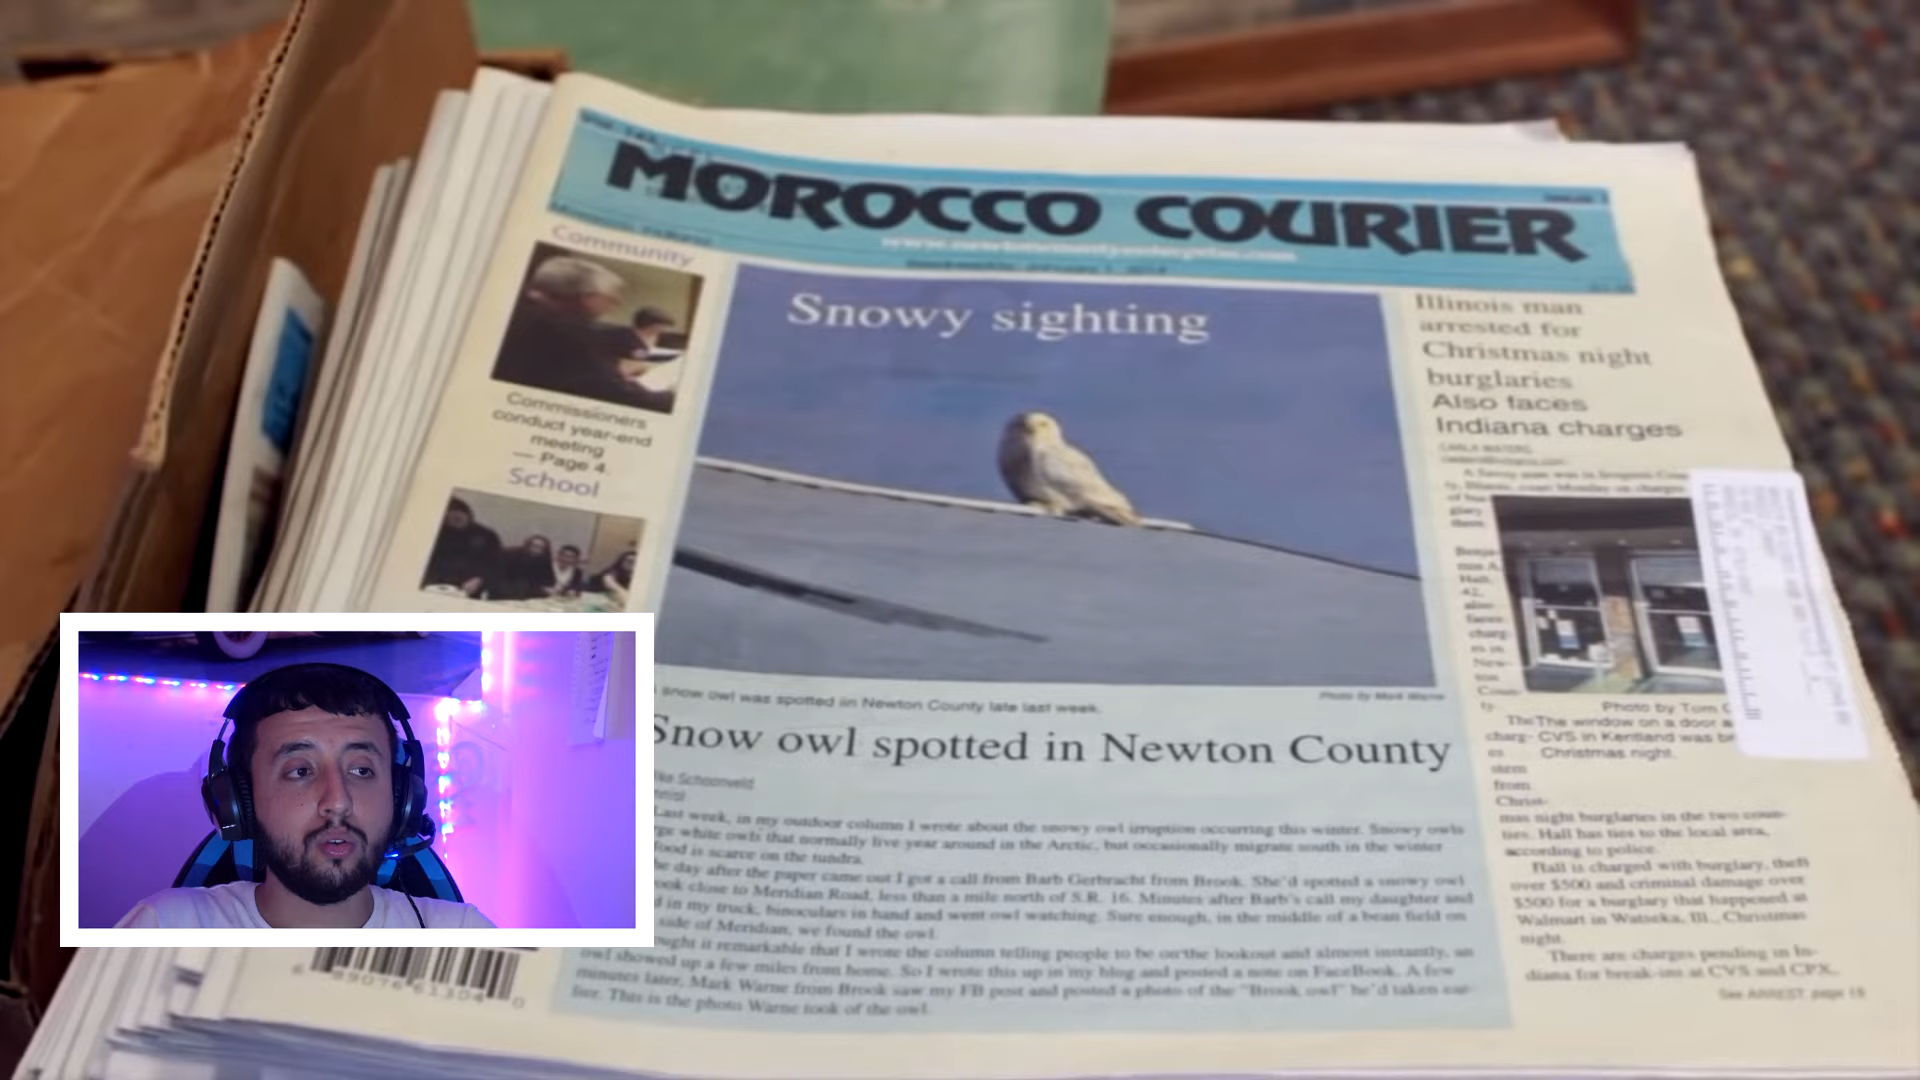 MOROCCO COURIER
Community
Commissioners
conduct year-end
meeting
— Page 4.
School
Snowy sighting
snow owl was spotted in Newton County late last week.
Photo by Mark Warne
Snow owl spotted in Newton County
Mike Schoonveld
Last week, in my outdoor column I wrote about the snowy owl irruption occurring this winter. Snowy owls
white owls that normally live year around in the Arctic, but occasionally migrate south in the winter
food is scarce on the tundra.
day after the paper came out I got a call from Barb Gerbracht from Brook. She'd spotted a snowy owl
close to Meridian Road, less than a mile north of S.R. 16. Minutes after Barb's call my daughter and
in my truck, binoculars in hand and went owl watching. Sure enough, in the middle of a bean field on
side of Meridian, we found the owl.
it remarkable that I wrote the column telling people to be on the lookout and almost instantly, an
owl showed up a few miles from home. So I wrote this up in my blog and posted a note on FaceBook. A few
minutes later, Mark Warne from Brook saw my FB post and posted a photo of the "Brook owl" he'd taken ear-
lier. This is the photo Warne took of the owl.
Illinois man
arrested for
Christmas night
burglaries
Also faces
Indiana charges
Photo by Tom
The window on a door
CVS in Kentland was
Christmas night.
The
charg-
es
stem
from
Christ-
mas night burglaries in the two coun-
ties. Hall has ties to the local area,
according to police.
Hall is charged with burglary, theft
over $500 and criminal damage over
$500 for a burglary that happened at
Walmart in Watseka, Ill., Christmas
night.
There are charges pending in In-
diana for break-ins at CVS and CPX.
See ARREST, page 16